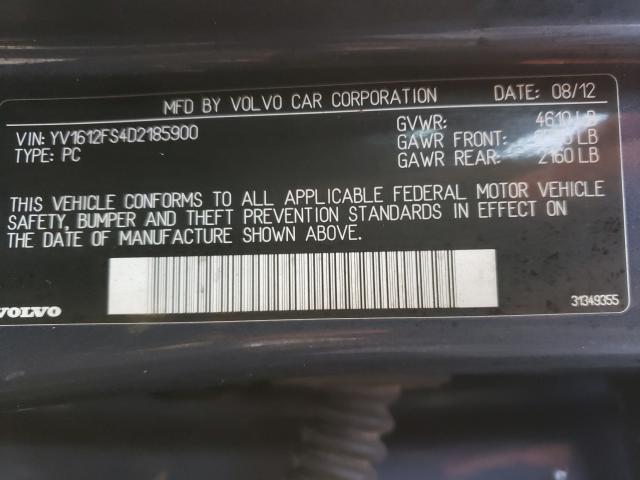 MFD BY VOLVO CAR CORPORATION DATE: 08/12
VIN: YV1612FS4D2185900 GVWR: 4610 LB
TYPE: PC GAWR FRONT: LB
GAWR REAR: 2160 LB
THIS VEHICLE CONFORMS TO ALL APPLICABLE FEDERAL MOTOR VEHICLE
SAFETY, BUMPER AND THEFT PREVENTION STANDARDS IN EFFECT ON
THE DATE OF MANUFACTURE SHOWN ABOVE.
VOLVO 31349355